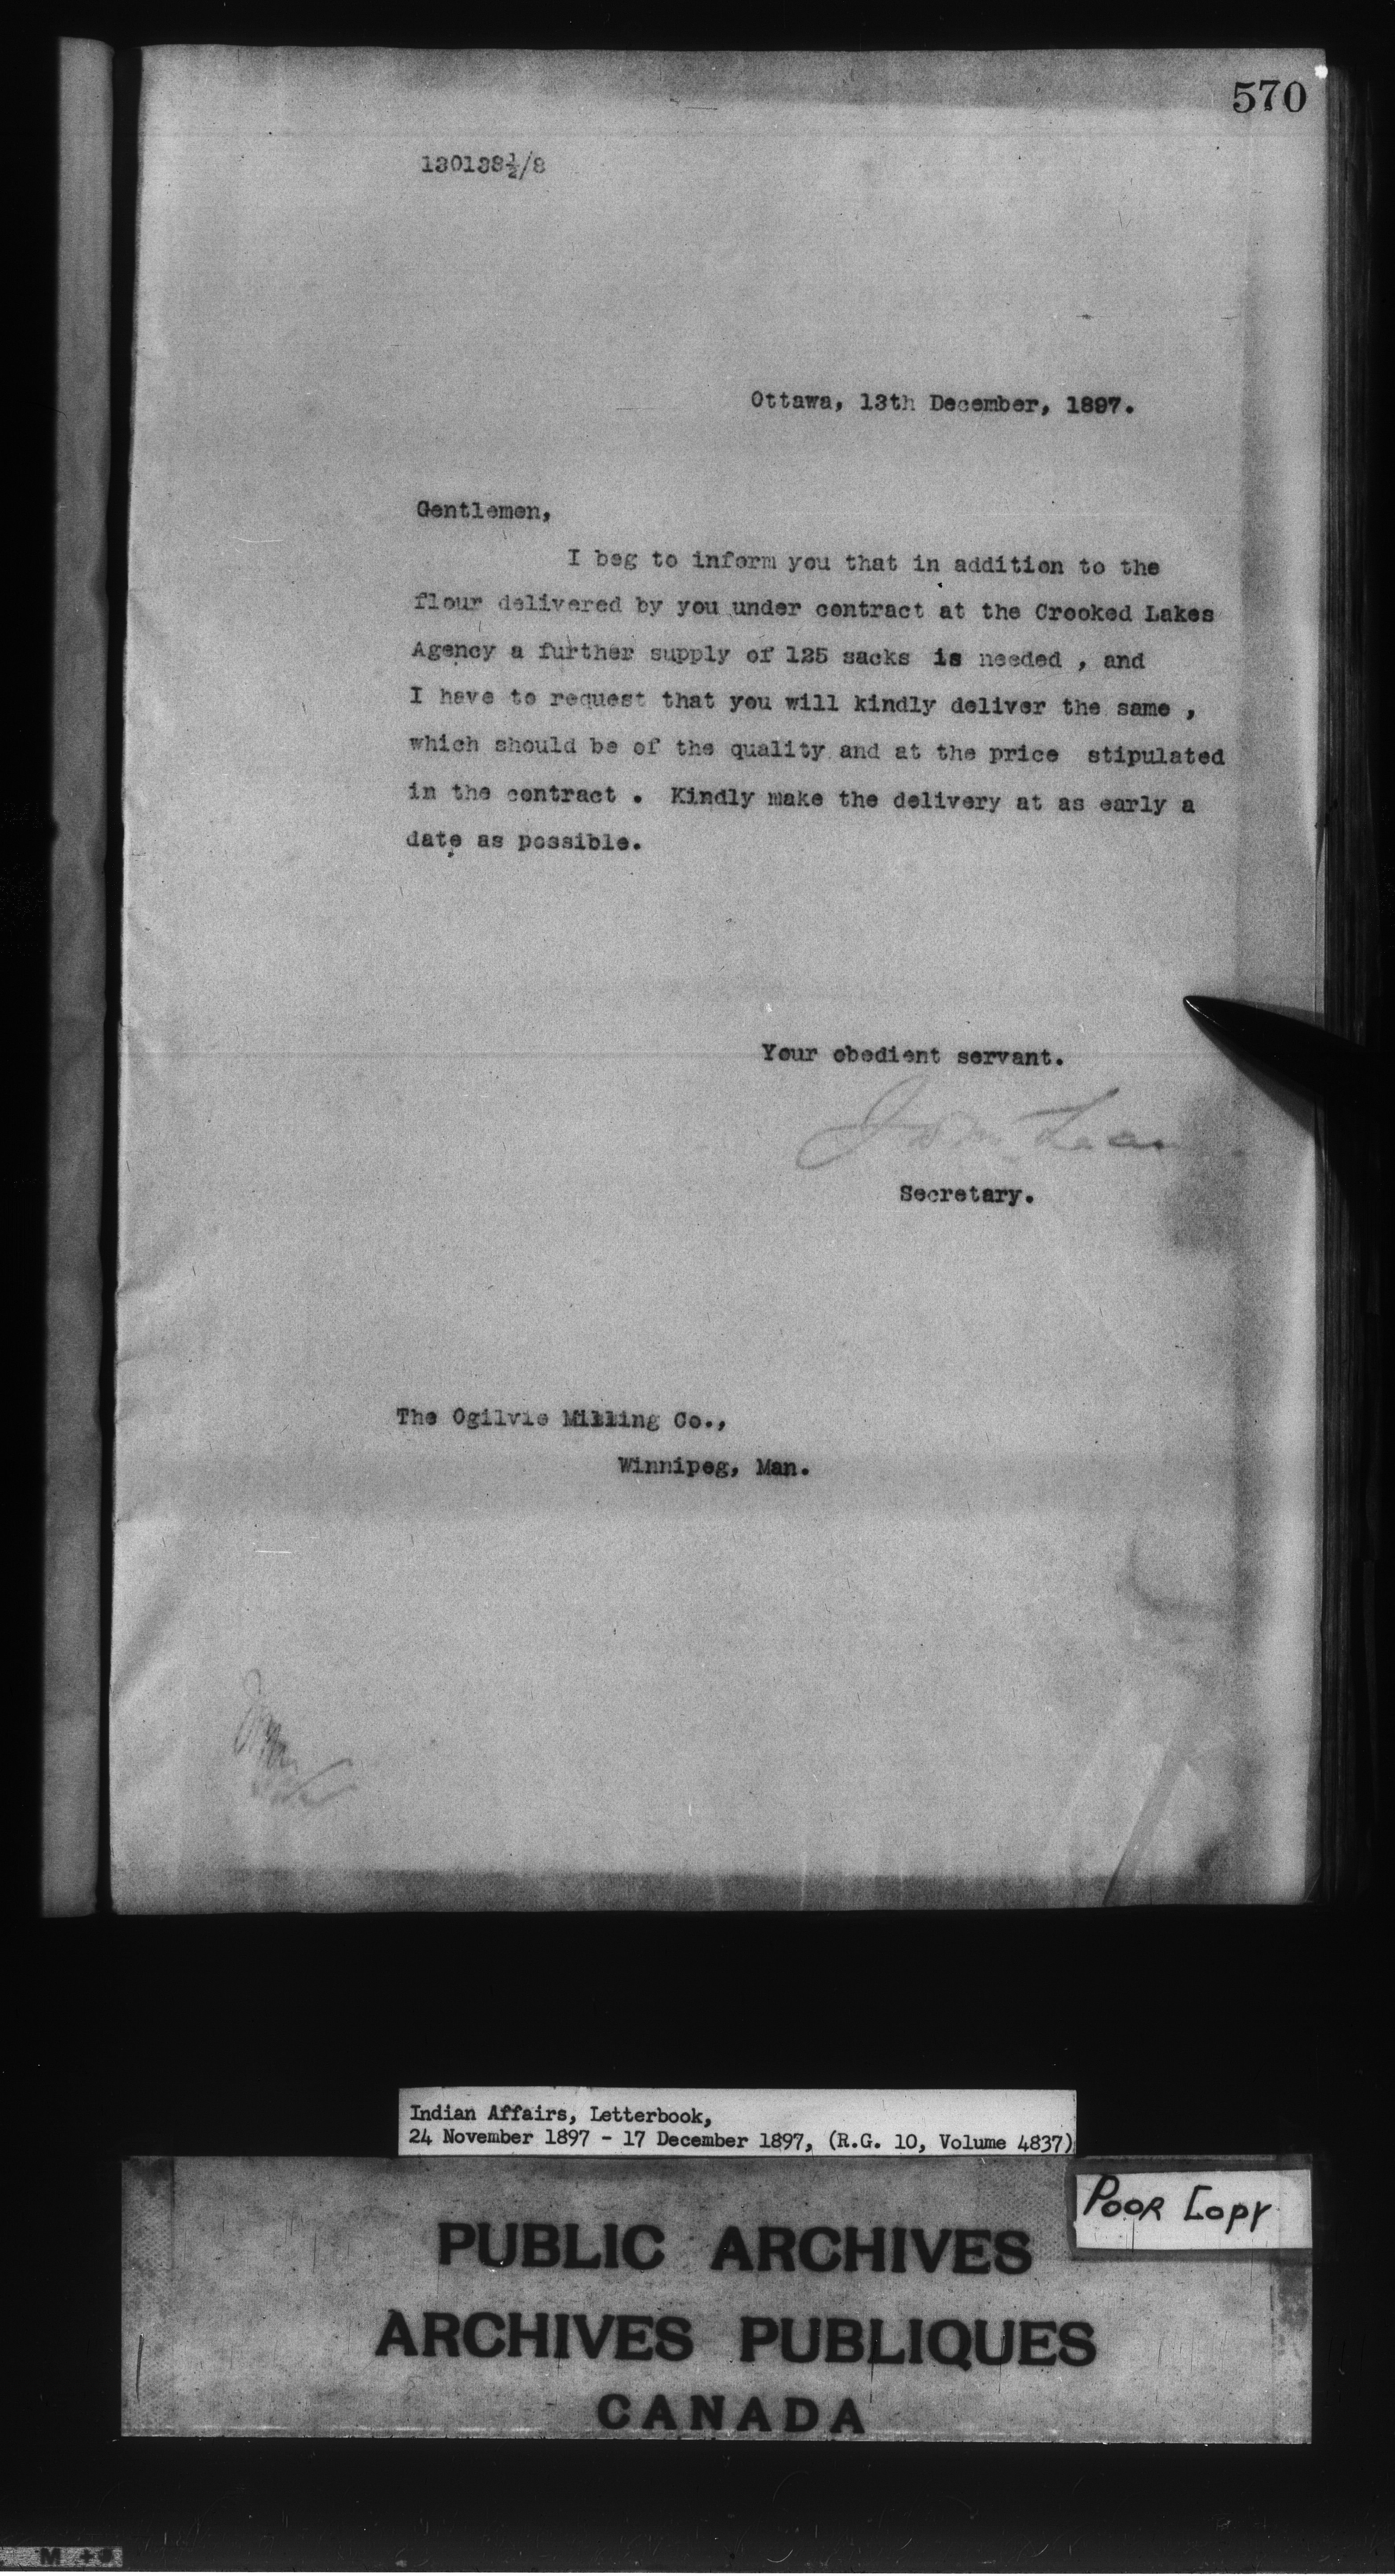 570
130138½/8
Ottawa, 13th December, 1897.
Gentlemen,
I beg to inform you that in addition to the
flour delivered by you under contract at the Crooked Lakes
Agency a further supply of 125 sacks is needed , and
I have to request that you will kindly deliver the same ,
which should be of the quality and at the price stipulated
in the contract . Kindly make the delivery at as early a
date as possible.
Your obedient servant.
J D McLean
Secretary.
The Ogilvie Milling Co.,
Winnipeg, Man.
Indian Affairs, Letterbook,
24 November 1897 - 17 December 1897, (R.G. 10, Volume 4837)
POOR COPY
PUBLIC ARCHIVES
ARCHIVES PUBLIQUES
CANADA